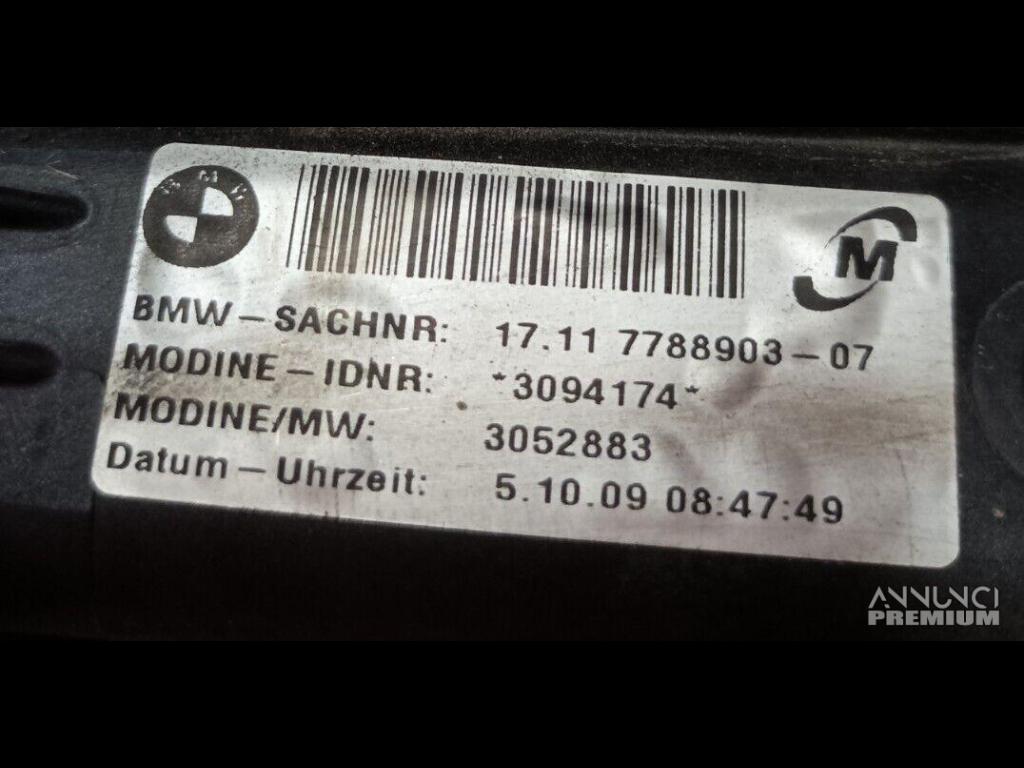 BMW
M
BMW-SACHNR: 17.11 7788903-07
MODINE-IDNR: *3094174*
MODINE/MW: 3052883
Datum-Uhrzeit: 5.10.09 08:47:49
ANNUNCI
PREMIUM